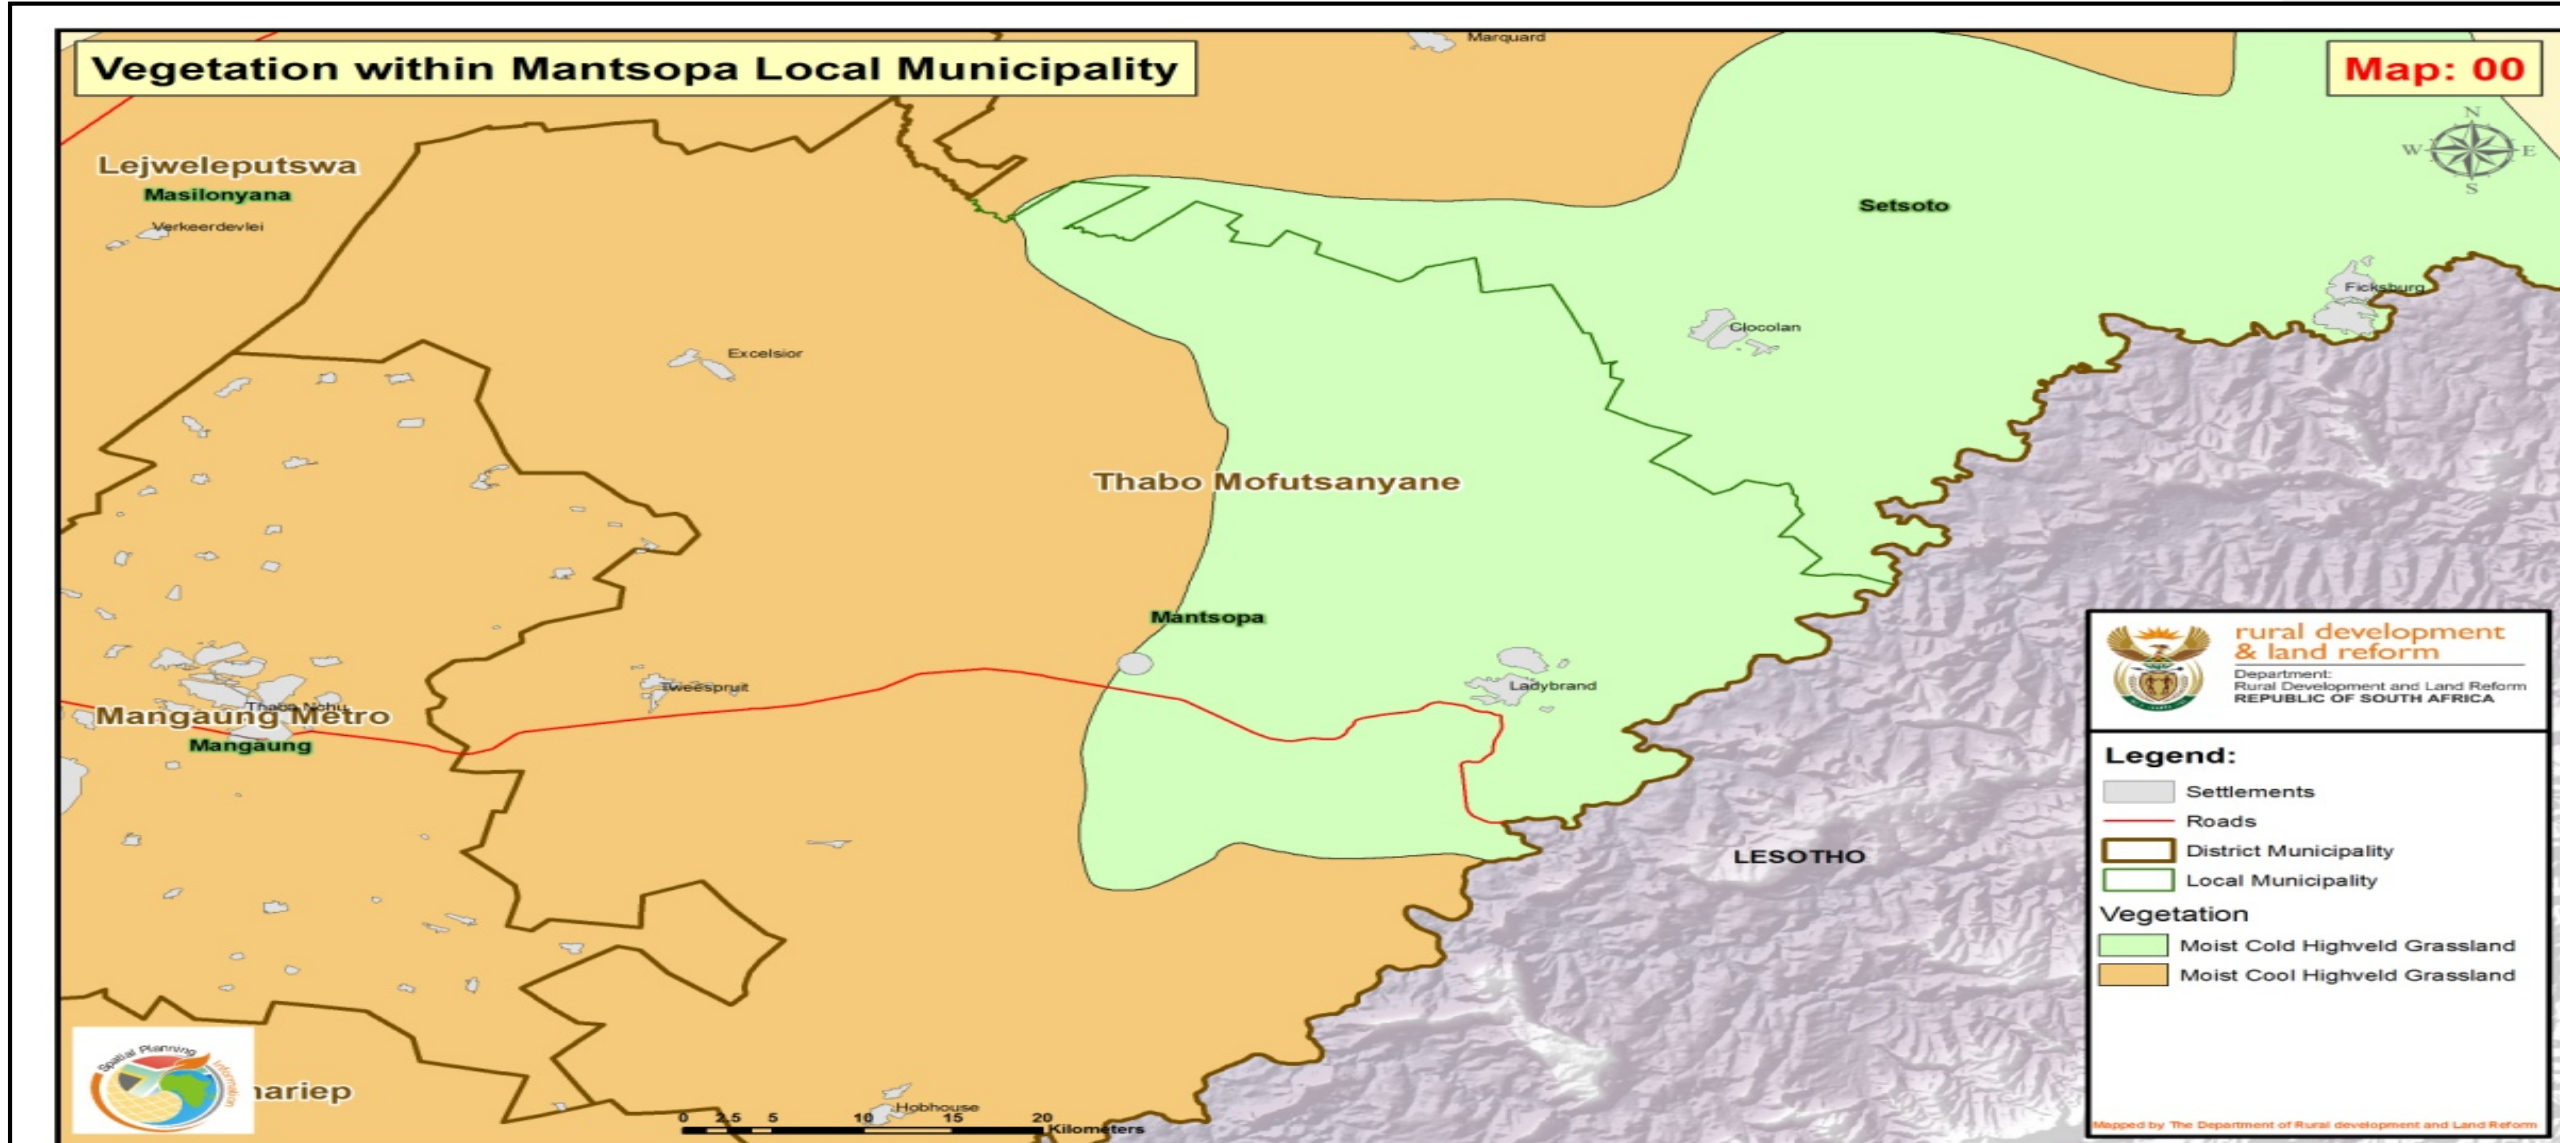 Vegetation within Mantsopa Local Municipality
Map: 00
Marquard
N
W E
S
Lejweleputswa
Masilonyana
Verkeerdevlei
Setsoto
Ficksburg
Clocolan
Excelsior
Thabo Mofutsanyane
Mantsopa
Ladybrand
Tweespruit
Thaba Nchu
Mangaung Metro
Mangaung
LESOTHO
rural development
& land reform
Department:
Rural Development and Land Reform
REPUBLIC OF SOUTH AFRICA
Legend:
Settlements
Roads
District Municipality
Local Municipality
Vegetation
Moist Cold Highveld Grassland
Moist Cool Highveld Grassland
Spatial Planning
Information
hariep
Hobhouse
0 2.5 5 10 15 20
Kilometers
Mapped by The Department of Rural development and Land Reform